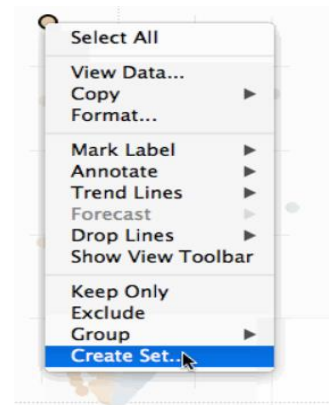 Select All
View Data...
Copy
Format...
Mark Label
Annotate
Trend Lines
Forecast
Drop Lines
Show View Toolbar
Keep Only
Exclude
Group
Create Set...